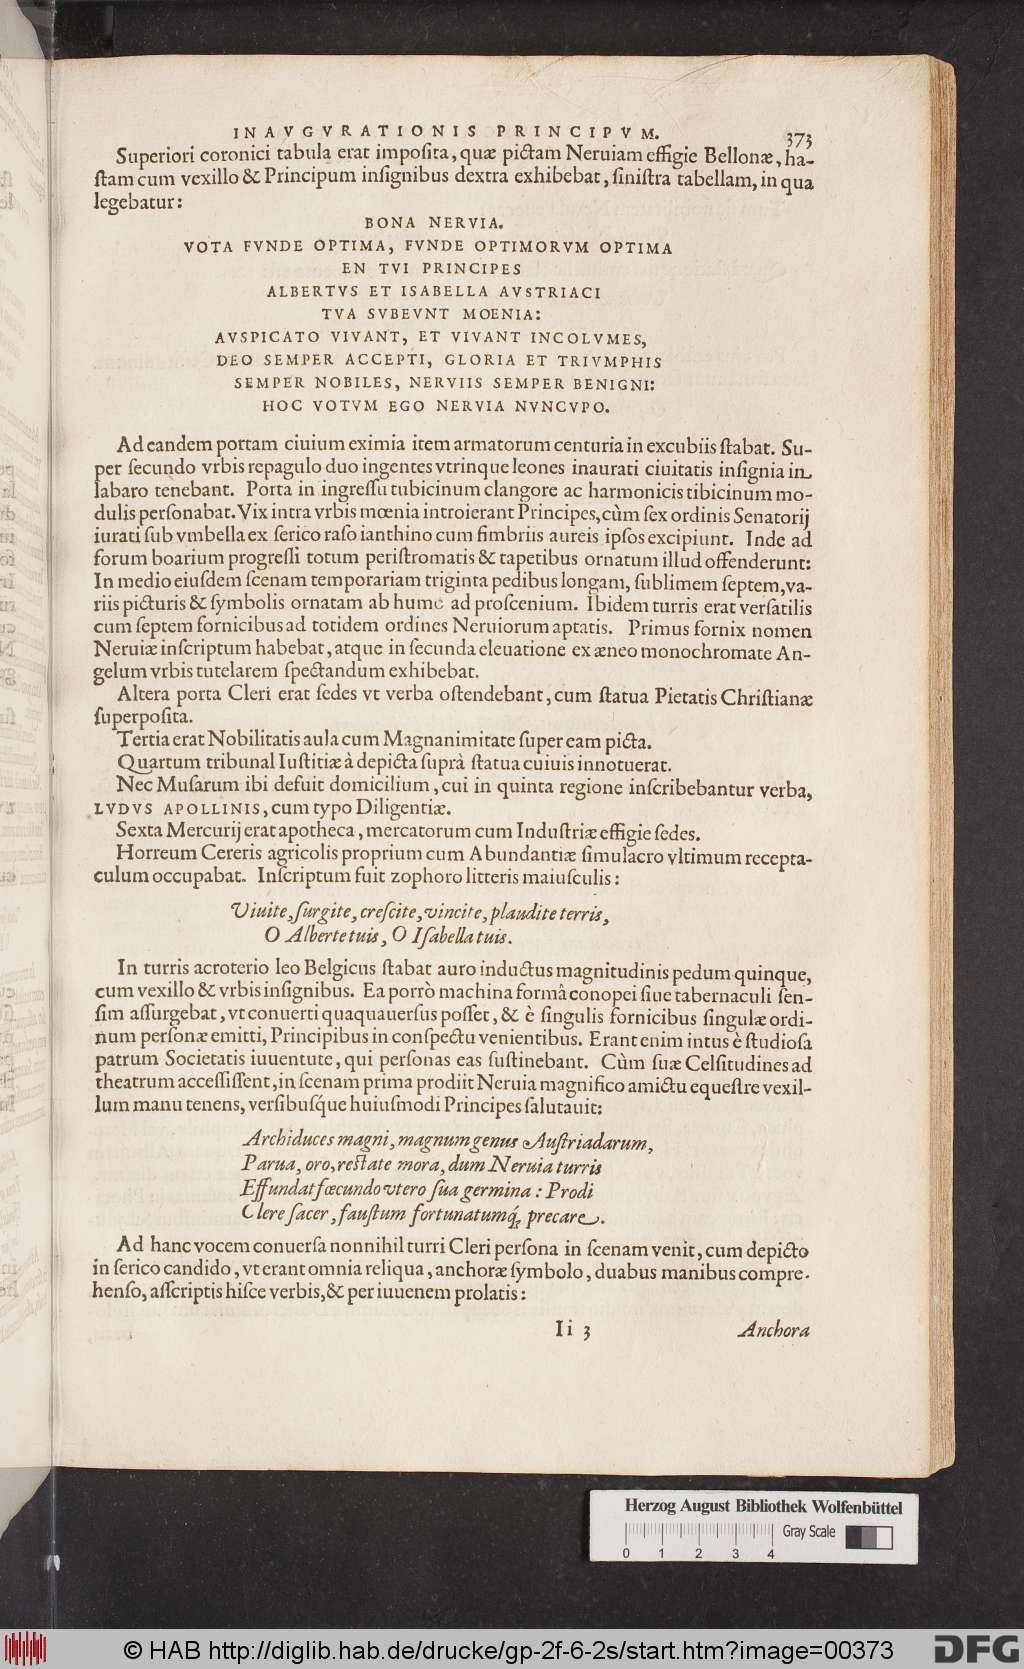 INAVGVRATIONIS PRINCIPVM. 373
Superiori coronici tabula erat imposita, quæ pictam Neruiam effigie Bellonæ, ha-
ſtam cum vexillo & Principum inſignibus dextra exhibebat, ſiniſtra tabellam, in qua
legebatur:
BONA NERVIA.
VOTA FVNDE OPTIMA, FVNDE OPTIMORVM OPTIMA
EN TVI PRINCIPES
ALBERTVS ET ISABELLA AVSTRIACI
TVA SVBEVNT MOENIA:
AVSPICATO VIVANT, ET VIVANT INCOLVMES,
DEO SEMPER ACCEPTI, GLORIA ET TRIVMPHIS
SEMPER NOBILES, NERVIIS SEMPER BENIGNI:
HOC VOTVM EGO NERVIA NVNCVPO.
Ad eandem portam ciuium eximia item armatorum centuria in excubiis ſtabat. Su-
per ſecundo vrbis repagulo duo ingentes vtrinque leones inaurati ciuitatis inſignia in
labaro tenebant. Porta in ingreſſu tubicinum clangore ac harmonicis tibicinum mo-
dulis perſonabat. Vix intra vrbis mœnia introierant Principes, cùm ſex ordinis Senatorij
iurati ſub vmbella ex ſerico raſo ianthino cum fimbriis aureis ipſos excipiunt. Inde ad
forum boarium progreſſi totum periſtromatis & tapetibus ornatum illud offenderunt:
In medio eiuſdem ſcenam temporariam triginta pedibus longam, ſublimem ſeptem, va-
riis picturis & ſymbolis ornatam ab humo ad proſcenium. Ibidem turris erat verſatilis
cum ſeptem fornicibus ad totidem ordines Neruiorum aptatis. Primus fornix nomen
Neruiæ inſcriptum habebat, atque in ſecunda eleuatione ex æneo monochromate An-
gelum vrbis tutelarem ſpectandum exhibebat.
Altera porta Cleri erat ſedes vt verba oſtendebant, cum ſtatua Pietatis Chriſtianæ
ſuperpoſita.
Tertia erat Nobilitatis aula cum Magnanimitate ſuper eam picta.
Quartum tribunal Iuſtitiæ à depicta ſuprà ſtatua cuiuis innotuerat.
Nec Muſarum ibi defuit domicilium, cui in quinta regione inſcribebantur verba,
LVDVS APOLLINIS, cum typo Diligentiæ.
Sexta Mercurij erat apotheca, mercatorum cum Induſtriæ effigie ſedes.
Horreum Cereris agricolis proprium cum Abundantiæ ſimulacro vltimum recepta-
culum occupabat. Inſcriptum fuit zophoro litteris maiuſculis:
Viuite, ſurgite, creſcite, vincite, plaudite terris,
O Alberte tuis, O Iſabella tuis.
In turris acroterio leo Belgicus ſtabat auro inductus magnitudinis pedum quinque,
cum vexillo & vrbis inſignibus. Ea porrò machina formâ conopei ſiue tabernaculi ſen-
ſim aſſurgebat, vt conuerti quaquauerſus poſſet, & è ſingulis fornicibus ſingulæ ordi-
num perſonæ emitti, Principibus in conſpectu venientibus. Erant enim intus è ſtudioſa
patrum Societatis iuuentute, qui perſonas eas ſuſtinebant. Cùm ſuæ Celſitudines ad
theatrum acceſſiſſent, in ſcenam prima prodiit Neruia magnifico amictu equeſtre vexil-
lum manu tenens, verſibuſq́ue huiuſmodi Principes ſalutauit:
Archiduces magni, magnum genus Auſtriadarum,
Parua, oro, reſtate mora, dum Neruia turris
Effundat fœcundo vtero ſua germina: Prodi
Clere ſacer, fauſtum fortunatumq́; precare.
Ad hanc vocem conuerſa nonnihil turri Cleri perſona in ſcenam venit, cum depicto
in ſerico candido, vt erant omnia reliqua, anchoræ ſymbolo, duabus manibus compre-
henſo, aſſcriptis hiſce verbis, & per iuuenem prolatis:
Ii 3 Anchora
Herzog August Bibliothek Wolfenbüttel
Gray Scale
0 1 2 3 4
© HAB http://diglib.hab.de/drucke/gp-2f-6-2s/start.htm?image=00373
DFG